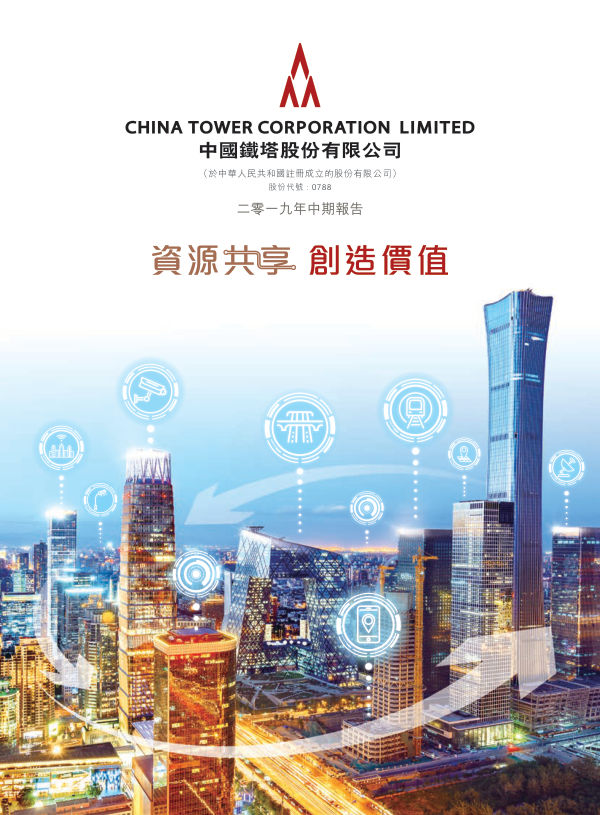 CHINA TOWER CORPORATION LIMITED
中國鐵塔股份有限公司
（於中華人民共和國註冊成立的股份有限公司）
股份代號：0788
二零一九年中期報告
資源共享 創造價值